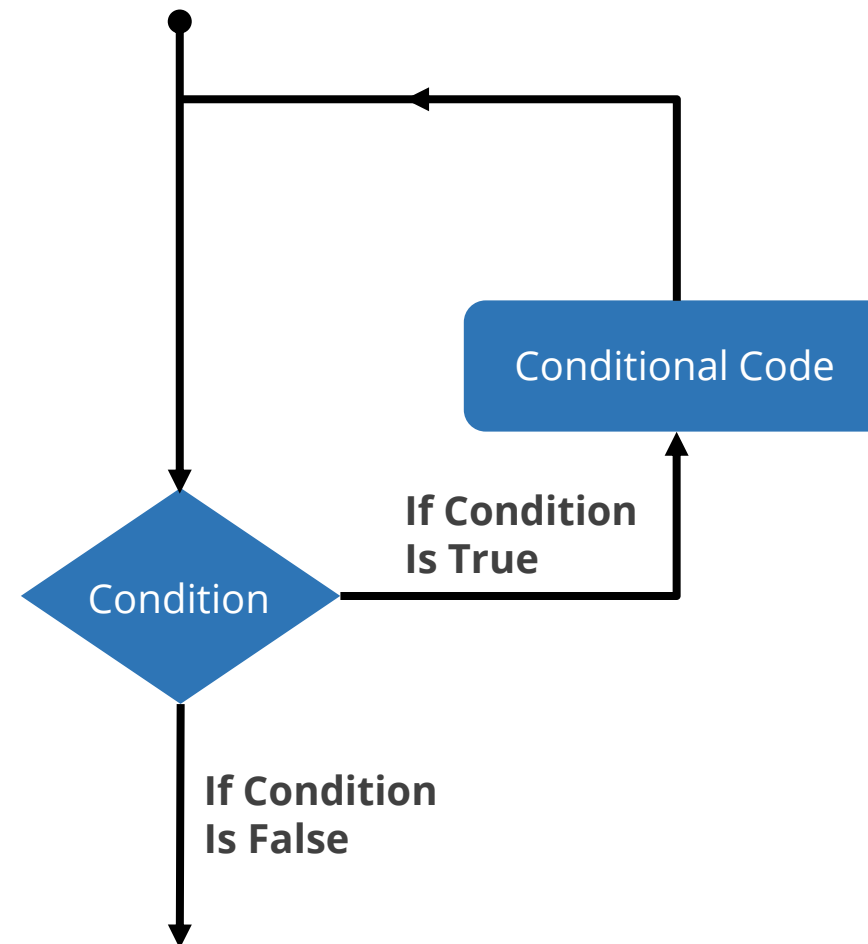 Conditional Code
If Condition
Is True
Condition
If Condition
Is False